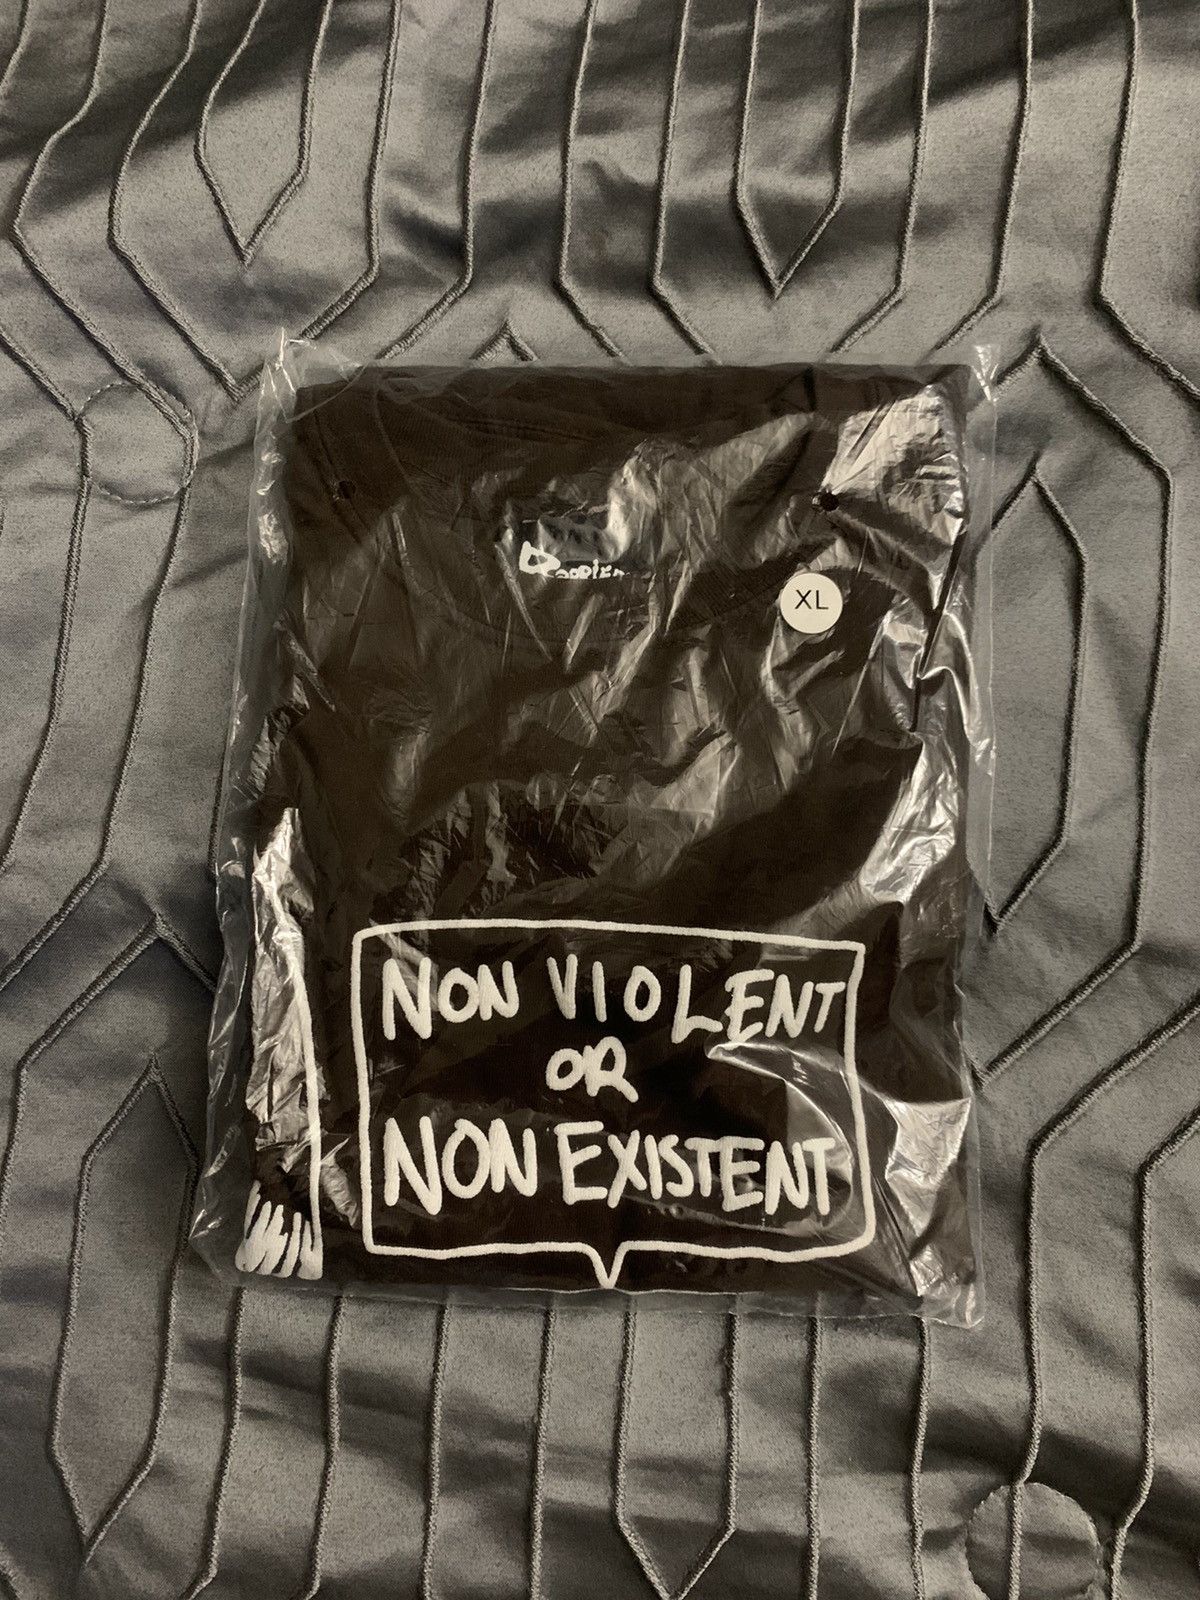 XL
NON VIOLENT
OR
NON EXISTENT